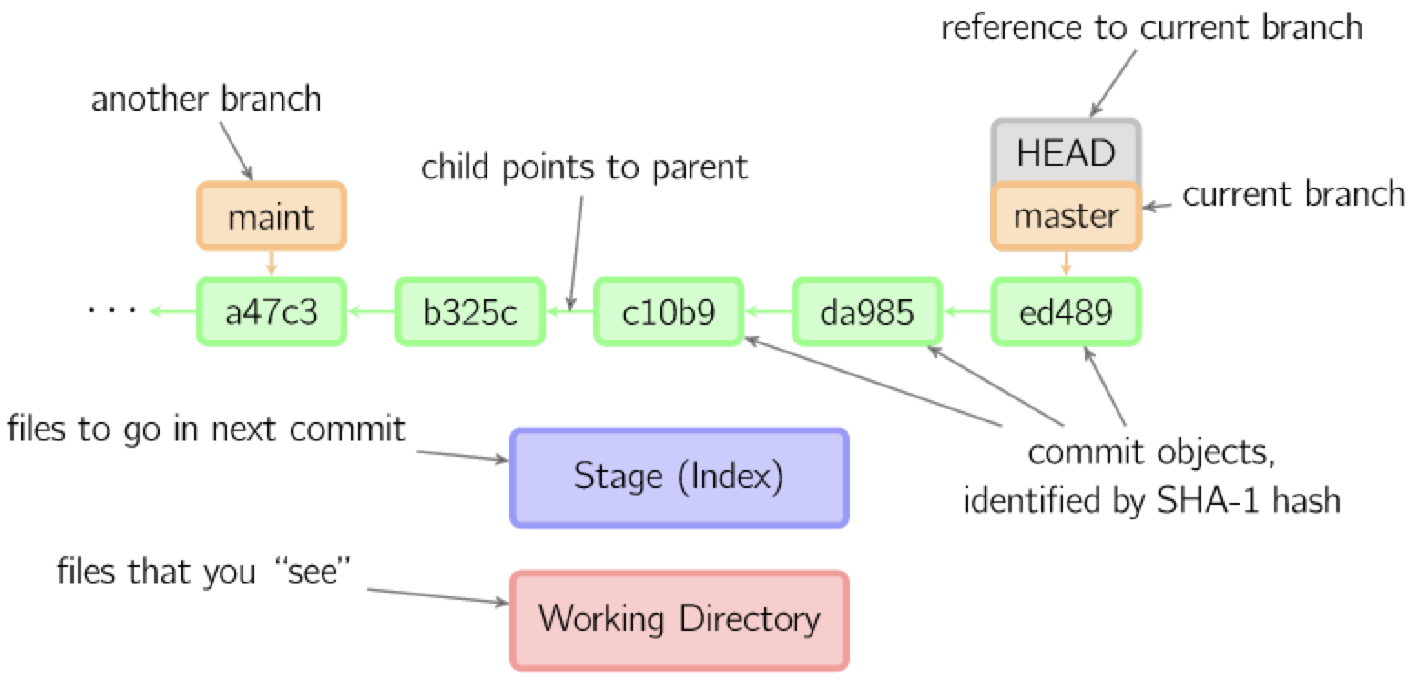 reference to current branch
another branch
child points to parent
HEAD
current branch
maint
master
· · ·
a47c3
b325c
c10b9
da985
ed489
files to go in next commit
Stage (Index)
commit objects,
identified by SHA-1 hash
files that you “see”
Working Directory